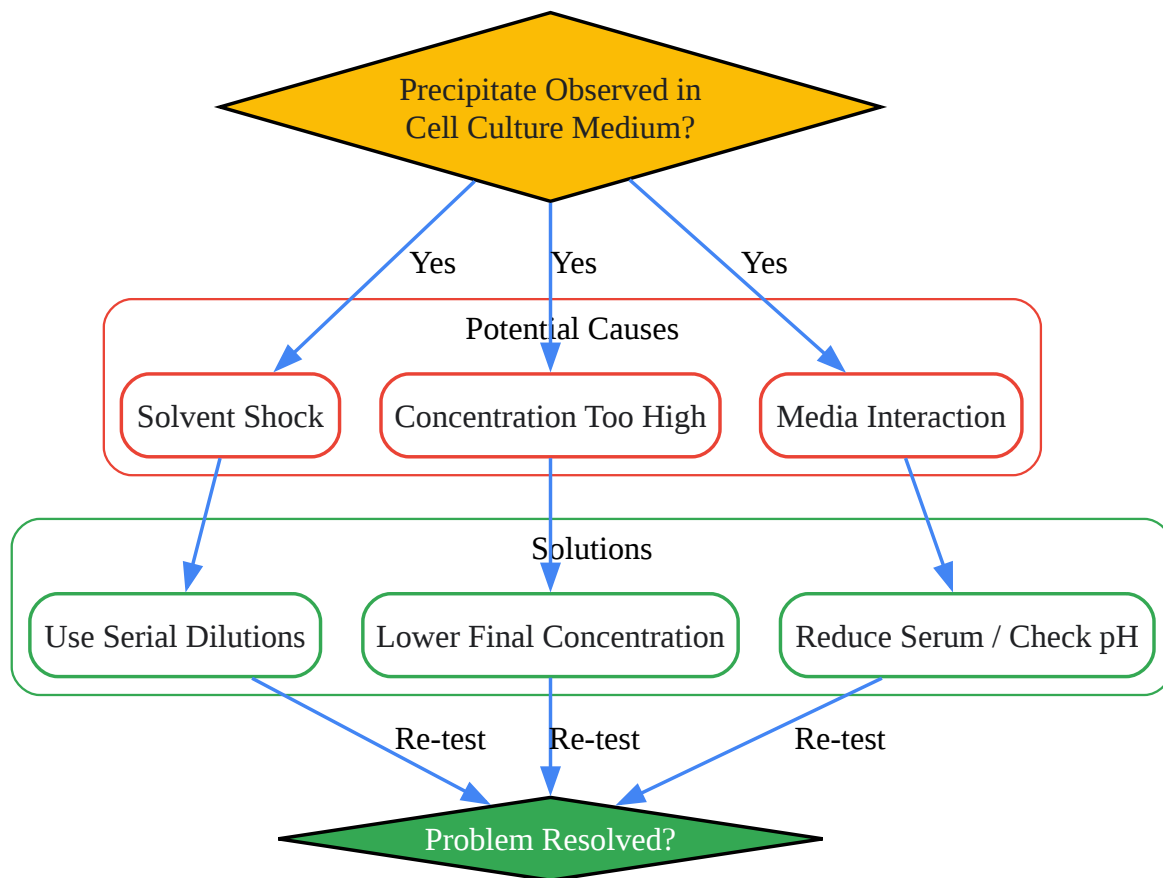 Precipitate Observed in
Cell Culture Medium?
Yes
Yes
Yes
Potential Causes
Solvent Shock
Concentration Too High
Media Interaction
Solutions
Use Serial Dilutions
Lower Final Concentration
Reduce Serum / Check pH
Re-test
Re-test
Re-test
Problem Resolved?